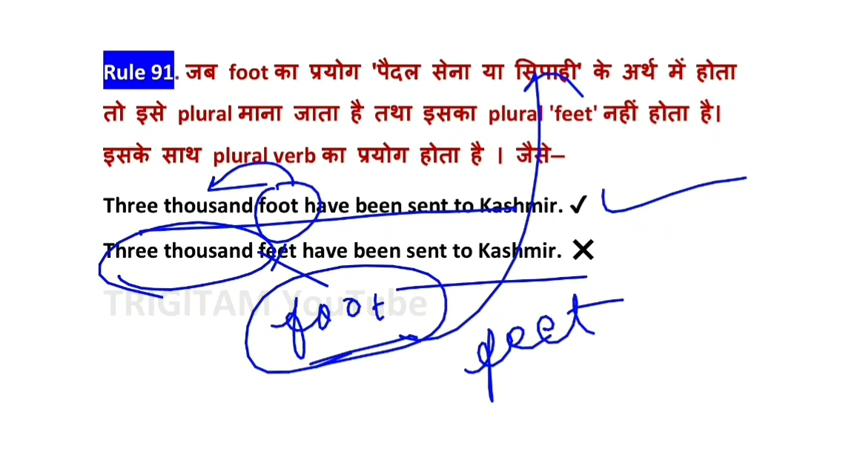 Rule 91. जब foot का प्रयोग 'पैदल सेना या सिपाही' के अर्थ में होता
तो इसे plural माना जाता है तथा इसका plural 'feet' नहीं होता है।
इसके साथ plural verb का प्रयोग होता है । जैसे–
Three thousand foot have been sent to Kashmir. ✓
Three thousand feet have been sent to Kashmir. ✕
TRIGITAM YouTube
foot
feet